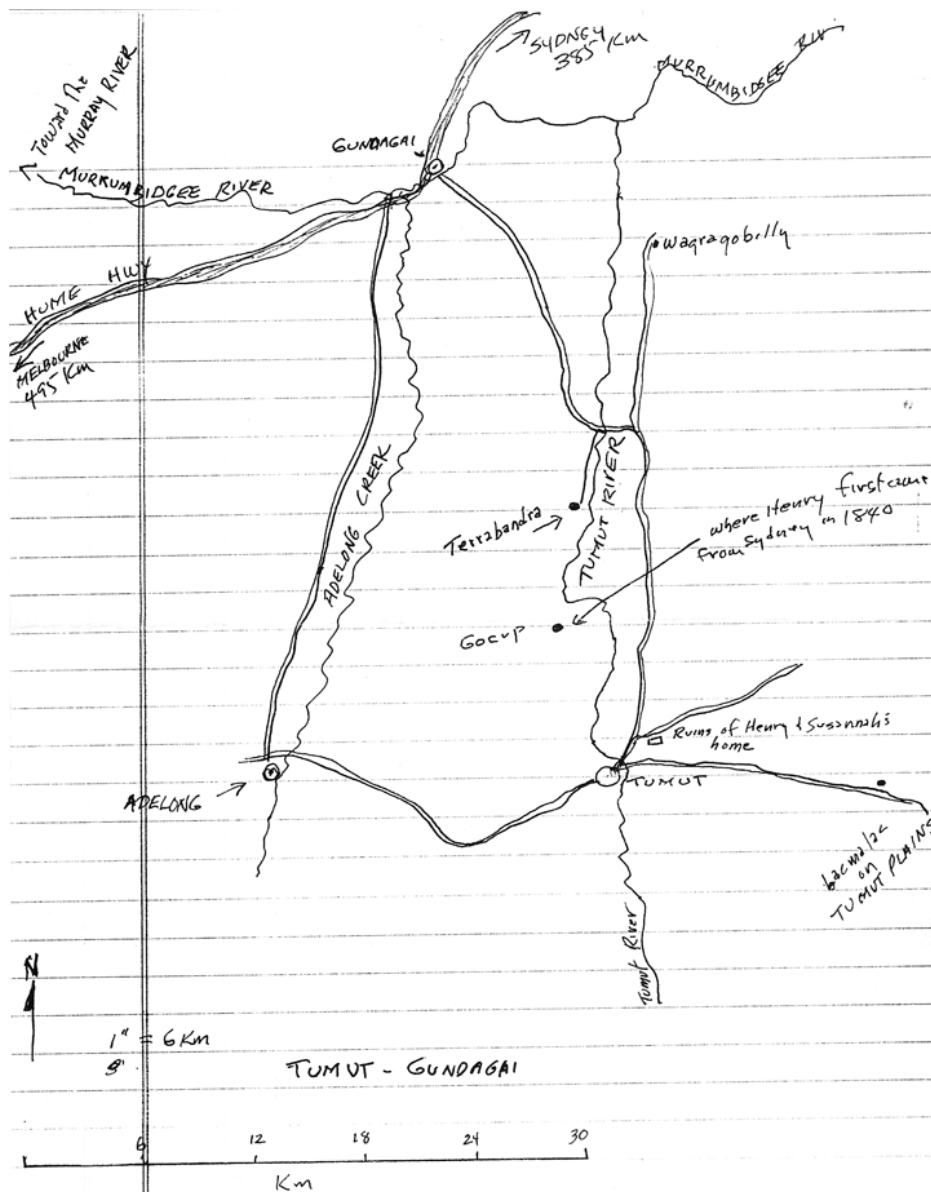 SYDNEY
385 Km
MURRUMBIDGEE RIV
Toward The
MURRAY RIVER
GUNDAGAI
MURRUMBIDGEE RIVER
Wagragobilly
HUME HWY
MELBOURNE
495 Km
ADELONG CREEK
TUMUT RIVER
Terrabandra
where Henry first came
from Sydney in 1840
Gocup
Ruins of Henry & Susannah's
home
ADELONG
TUMUT
on
TUMUT PLAINS
Tumut River
N
1" = 6 Km
TUMUT - GUNDAGAI
6 12 18 24 30
Km